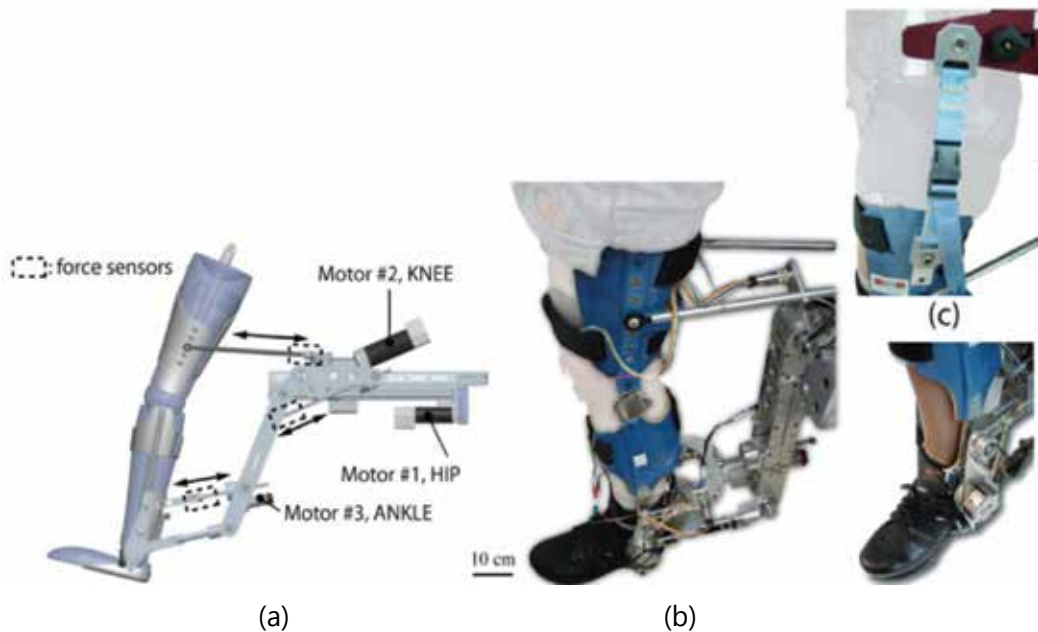 force sensors
Motor #2, KNEE
Motor #1, HIP
Motor #3, ANKLE
10 cm
(a)
(b)
(c)